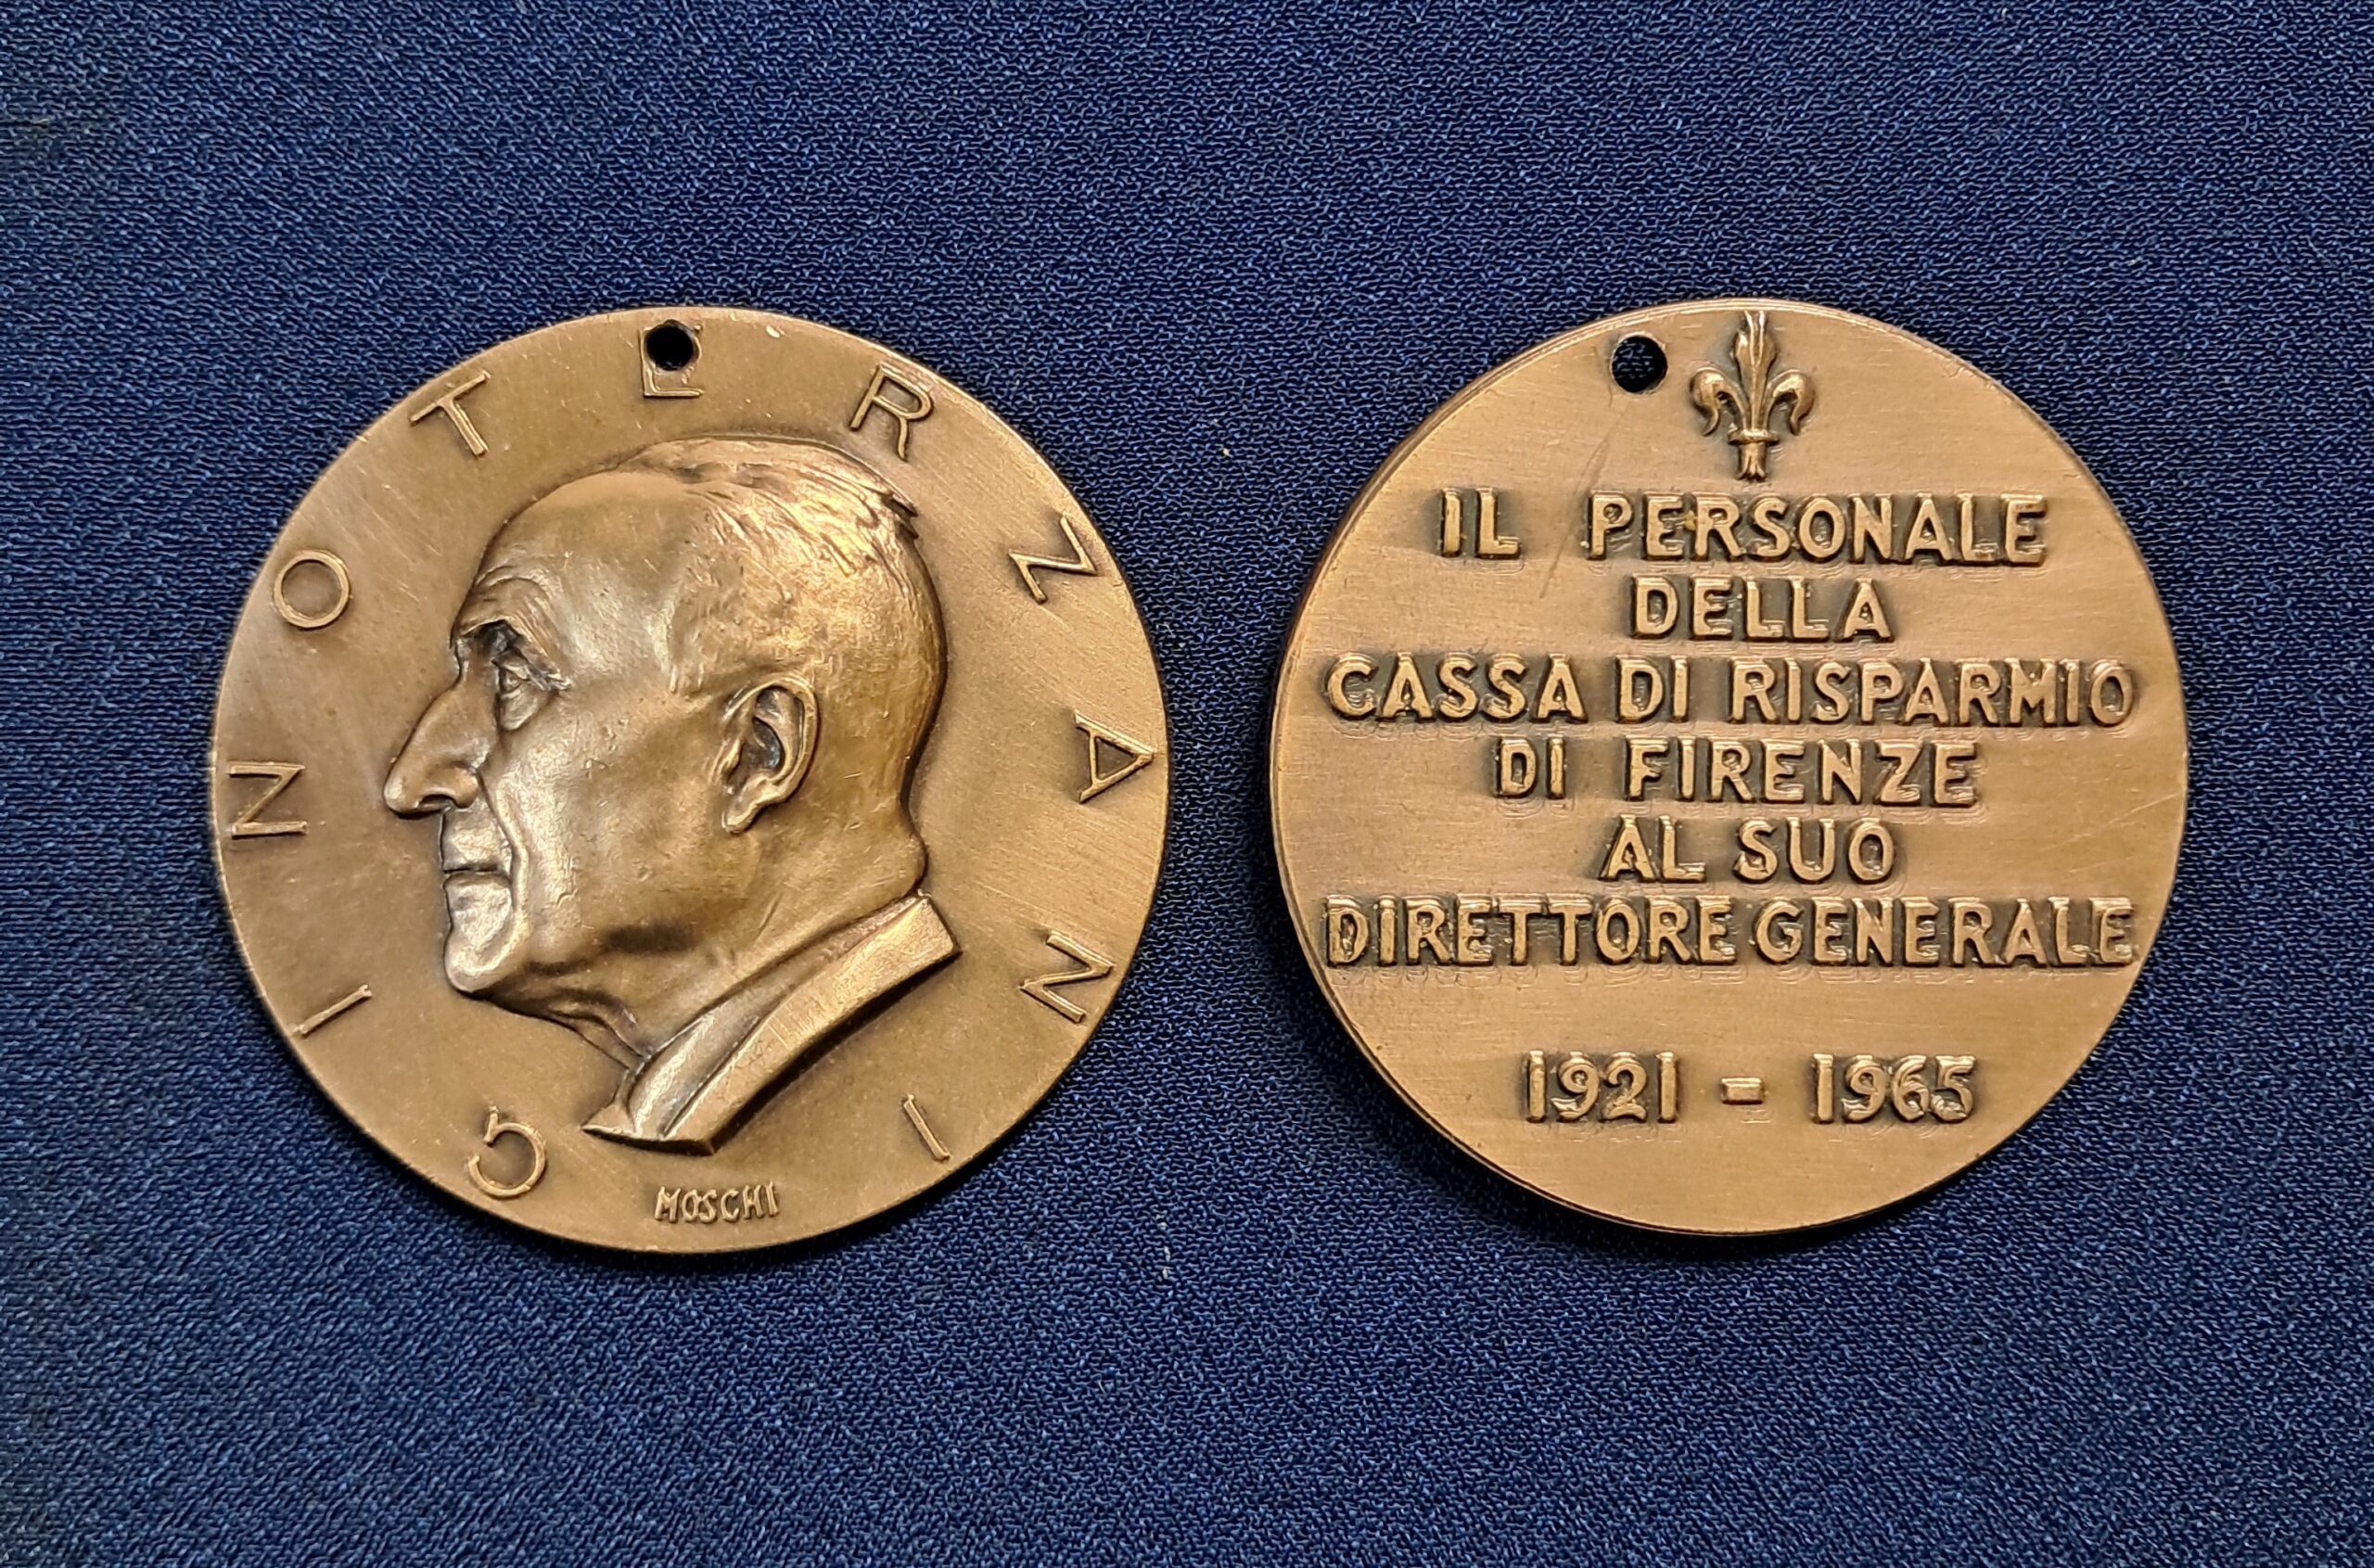 GINO TERZANI
MOSCHI
IL PERSONALE
DELLA
CASSA DI RISPARMIO
DI FIRENZE
AL SUO
DIRETTORE GENERALE
1921 - 1965